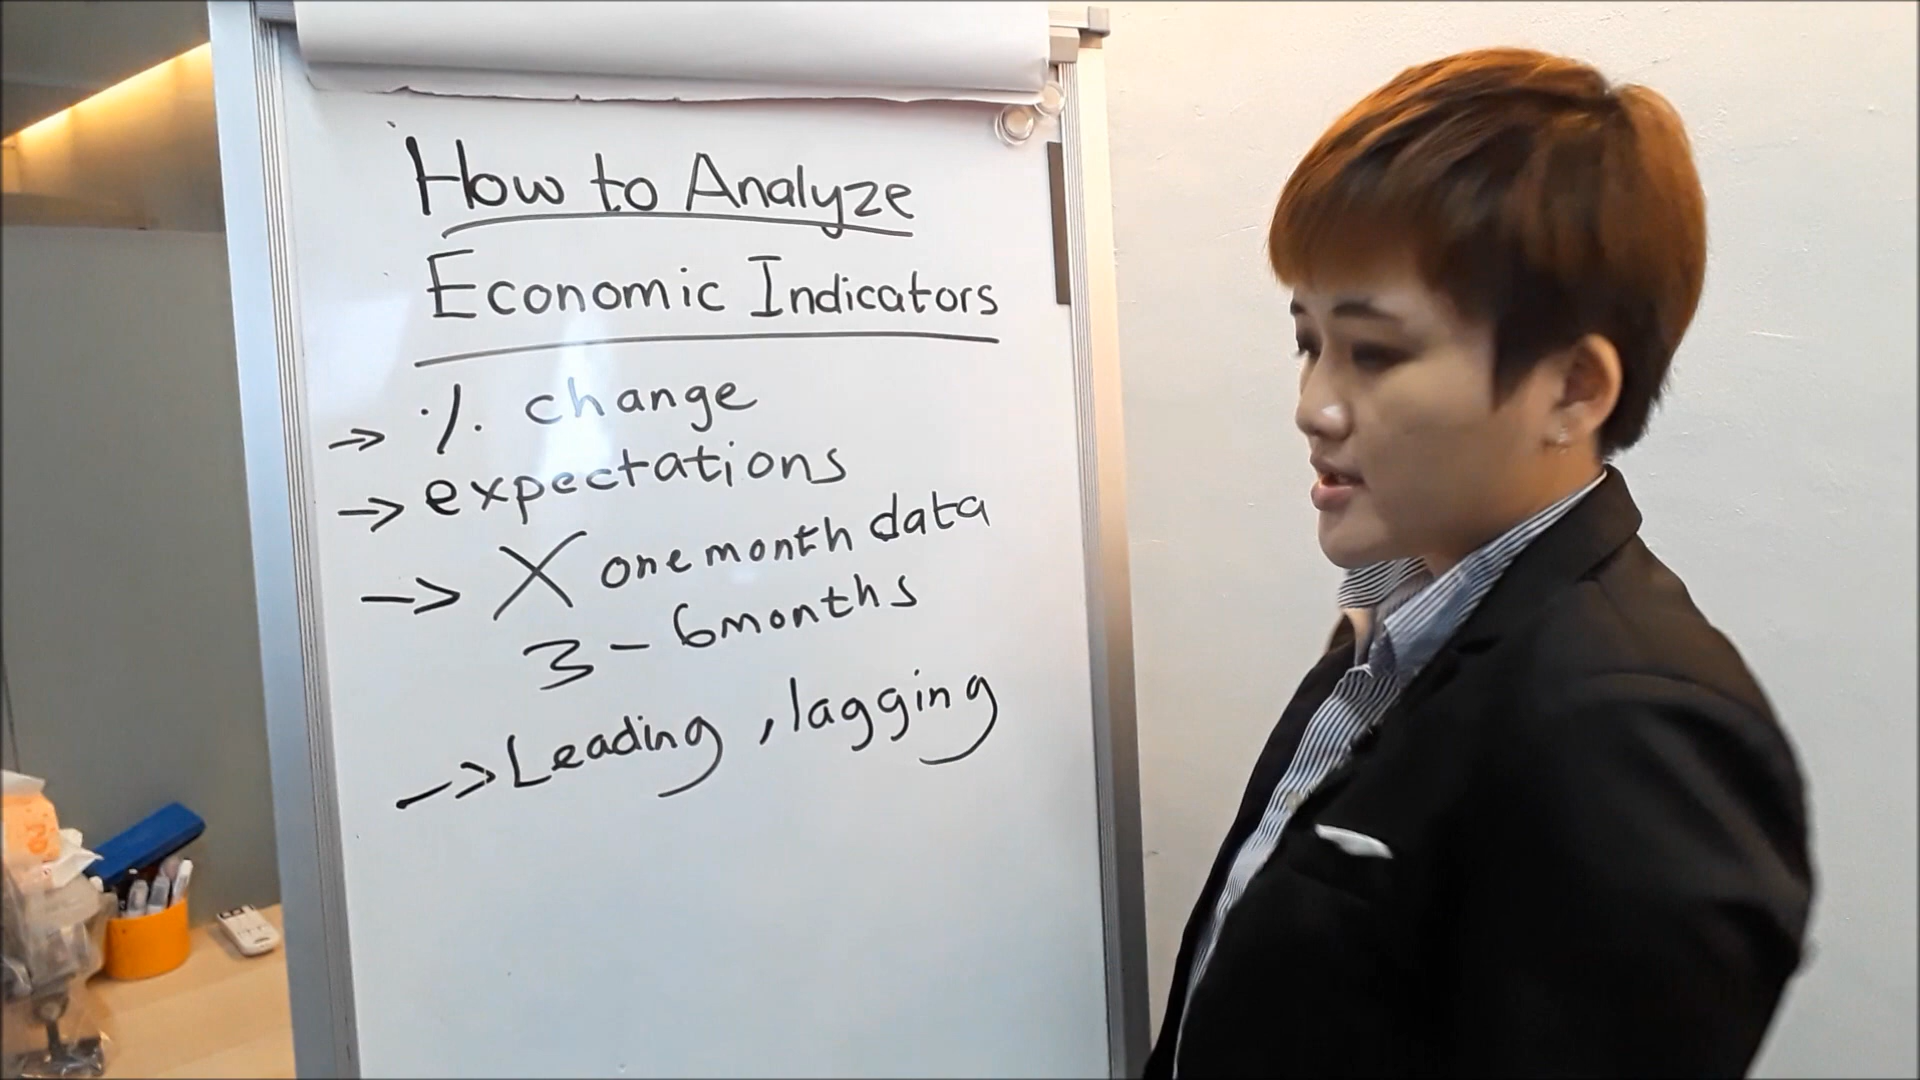 How to Analyze
Economic Indicators
→ % change
→ expectations
→ X one month data
3 - 6 months
→ Leading, lagging